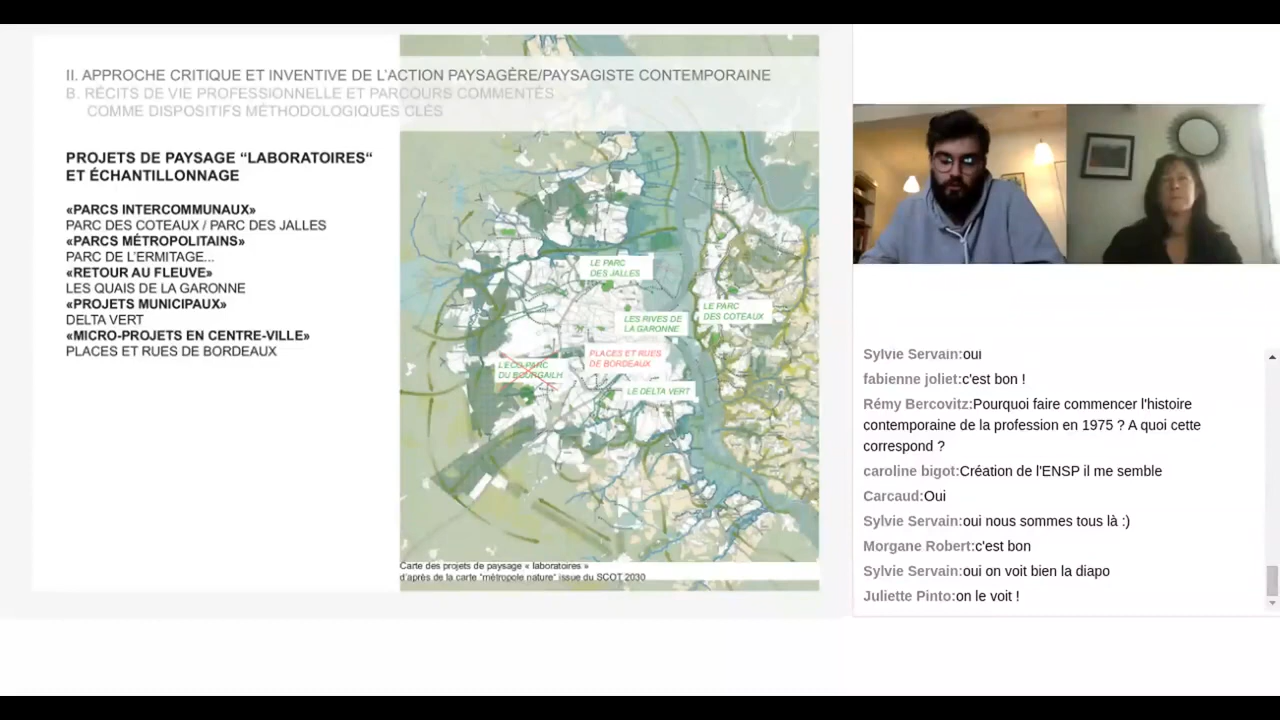 II. APPROCHE CRITIQUE ET INVENTIVE DE L'ACTION PAYSAGÈRE/PAYSAGISTE CONTEMPORAINE
B. RÉCITS DE VIE PROFESSIONNELLE ET PARCOURS COMMENTÉS
COMME DISPOSITIFS MÉTHODOLOGIQUES CLÉS
PROJETS DE PAYSAGE “LABORATOIRES“
ET ÉCHANTILLONNAGE
«PARCS INTERCOMMUNAUX»
PARC DES COTEAUX / PARC DES JALLES
«PARCS MÉTROPOLITAINS»
PARC DE L'ERMITAGE...
«RETOUR AU FLEUVE»
LES QUAIS DE LA GARONNE
«PROJETS MUNICIPAUX»
DELTA VERT
«MICRO-PROJETS EN CENTRE-VILLE»
PLACES ET RUES DE BORDEAUX
LE PARC
DES JALLES
LE PARC
DES COTEAUX
LES RIVES DE
LA GARONNE
PLACES ET RUES
DE BORDEAUX
L'ÉCO-PARC
DU BOURGAILH
LE DELTA VERT
Carte des projets de paysage « laboratoires »
d'après de la carte "métropole nature" issue du SCOT 2030
Sylvie Servain:oui
fabienne joliet:c'est bon !
Rémy Bercovitz:Pourquoi faire commencer l'histoire
contemporaine de la profession en 1975 ? A quoi cette
correspond ?
caroline bigot:Création de l'ENSP il me semble
Carcaud:Oui
Sylvie Servain:oui nous sommes tous là :)
Morgane Robert:c'est bon
Sylvie Servain:oui on voit bien la diapo
Juliette Pinto:on le voit !